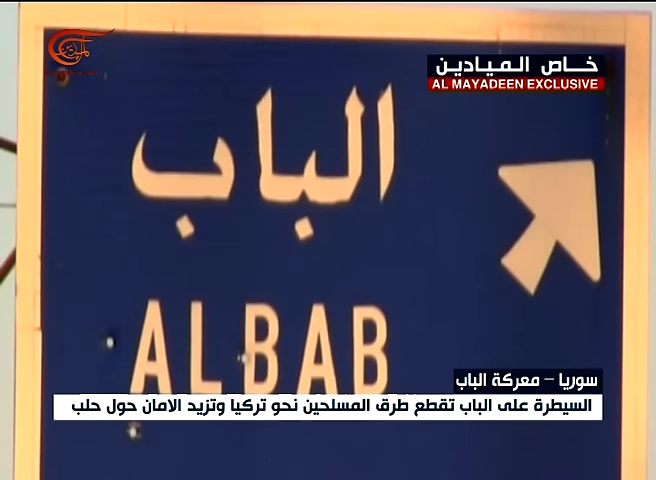 الميادين
خاص الميادين
AL MAYADEEN EXCLUSIVE
الباب
ALBAB
سوريا – معركة الباب
السيطرة على الباب تقطع طرق المسلحين نحو تركيا وتزيد الامان حول حلب